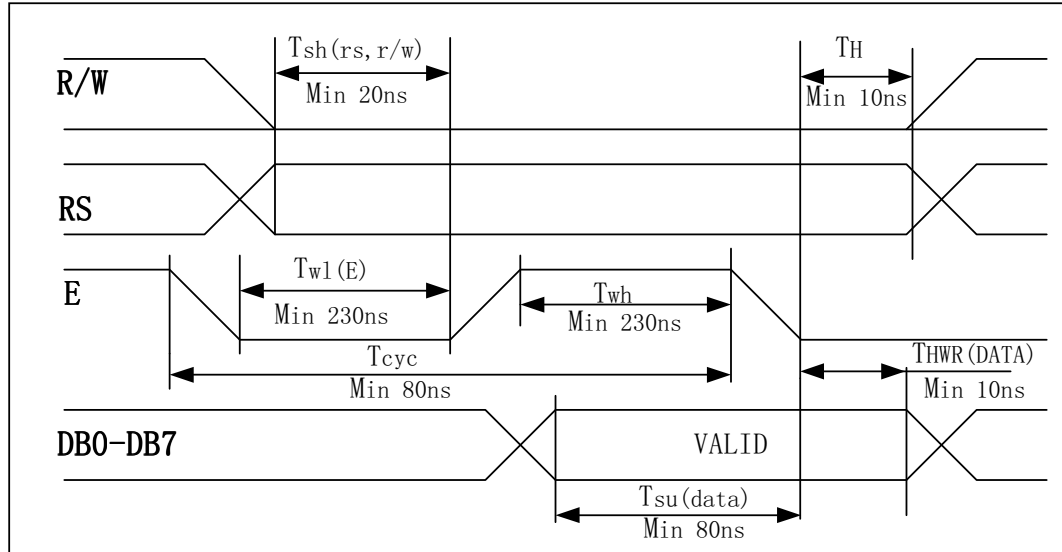 Tsh(rs,r/w)
TH
R/W
Min 20ns
Min 10ns
RS
Twl(E)
Twh
E
Min 230ns
Min 230ns
Tcyc
THWR(DATA)
Min 80ns
Min 10ns
DB0-DB7
VALID
Tsu(data)
Min 80ns